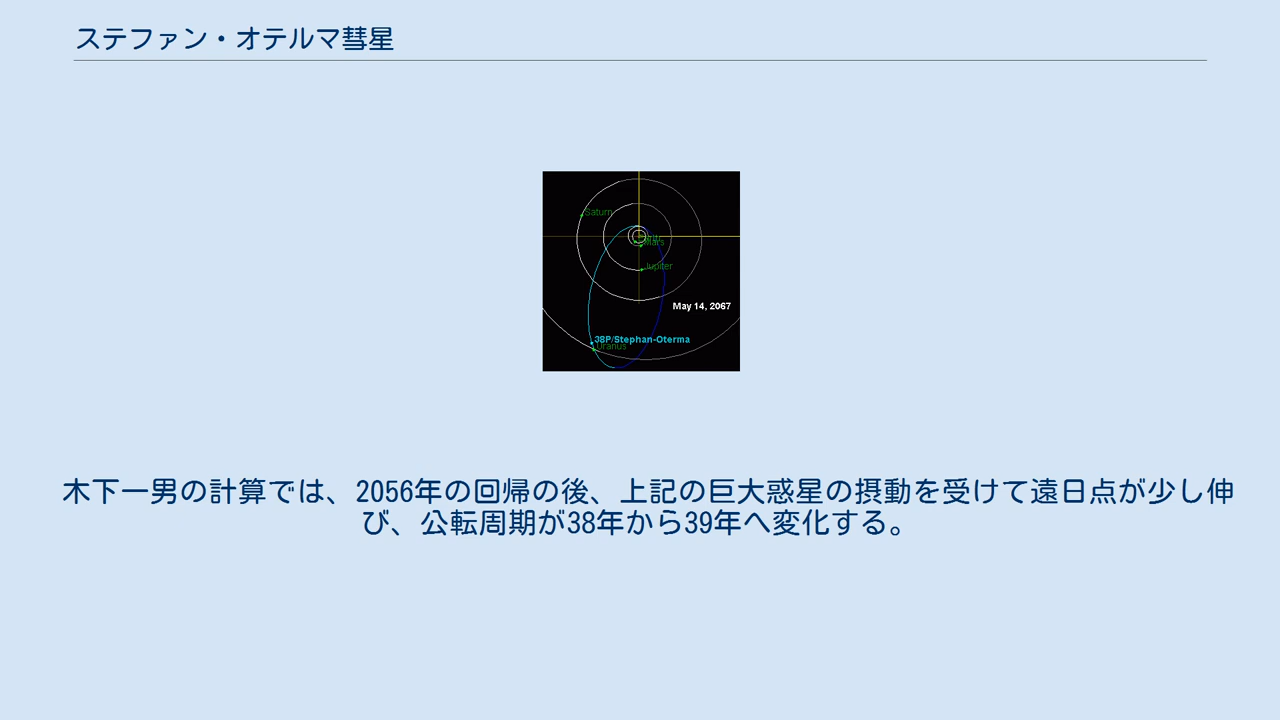 ステファン・オテルマ彗星
Saturn
Mars
Jupiter
May 14, 2067
38P/Stephan-Oterma
Uranus
木下一男の計算では、2056年の回帰の後、上記の巨大惑星の摂動を受けて遠日点が少し伸
び、公転周期が38年から39年へ変化する。